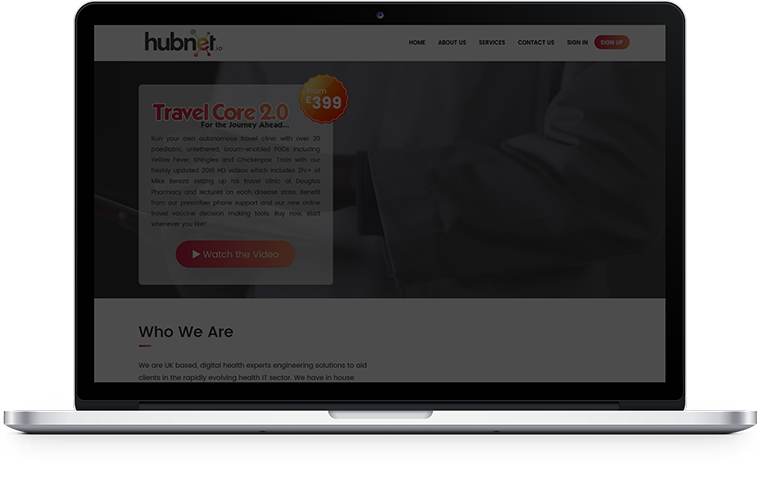 hubnet.io
HOME ABOUT US SERVICES CONTACT US SIGN IN SIGN UP
From
£399
Travel Core 2.0
For the Journey Ahead...
Run your own autonomous travel clinic with over 20
paediatric, untethered, locum-enabled PGDs including
Yellow Fever, Shingles and Chickenpox. Train with our
freshly updated 2016 HD videos which includes 2hr+ of
Mike Bereza setting up his travel clinic at Douglas
Pharmacy and lectures on each disease state. Benefit
from our prescriber phone support and our new online
travel vaccine decision making tools. Buy now, start
whenever you like!
Watch the Video
Who We Are
We are UK based, digital health experts engineering solutions to aid
clients in the rapidly evolving health IT sector. We have in house